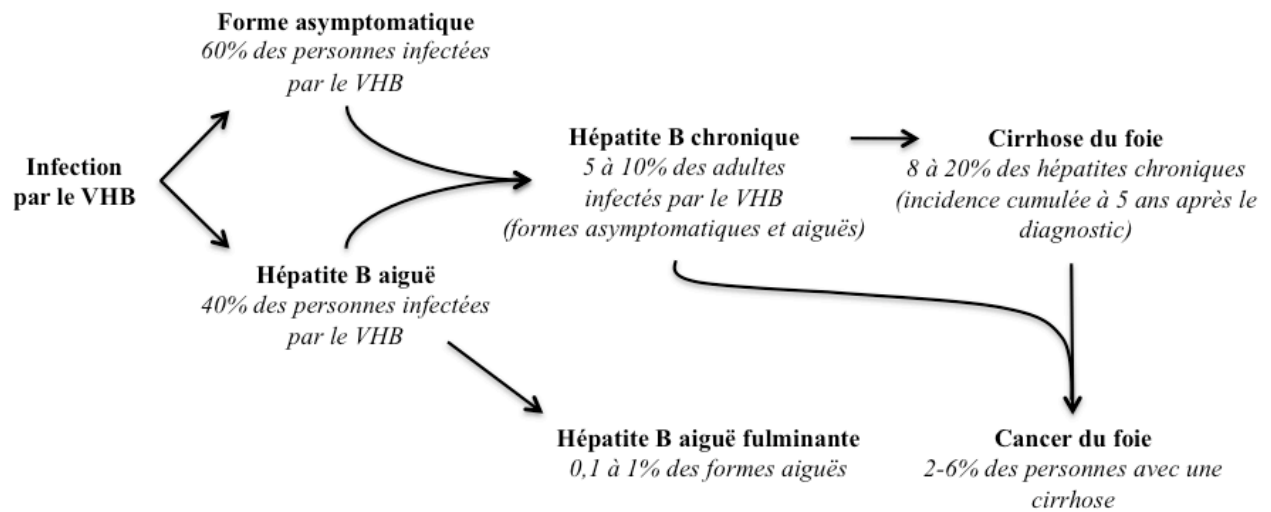 Forme asymptomatique
60% des personnes infectées
par le VHB
Infection
par le VHB
Hépatite B aiguë
40% des personnes infectées
par le VHB
Hépatite B chronique
5 à 10% des adultes
infectés par le VHB
(formes asymptomatiques et aiguës)
Cirrhose du foie
8 à 20% des hépatites chroniques
(incidence cumulée à 5 ans après le
diagnostic)
Hépatite B aiguë fulminante
0,1 à 1% des formes aiguës
Cancer du foie
2-6% des personnes avec une
cirrhose